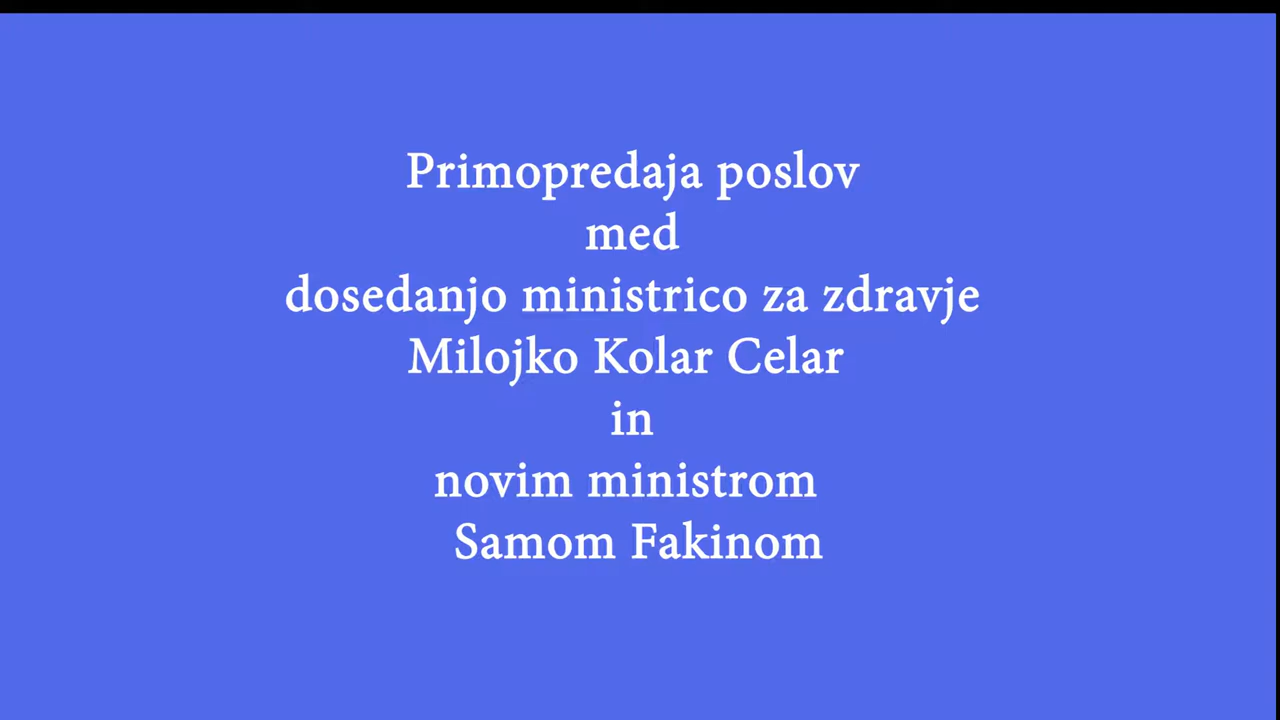 Primopredaja poslov
med
dosedanjo ministrico za zdravje
Milojko Kolar Celar
in
novim ministrom
Samom Fakinom